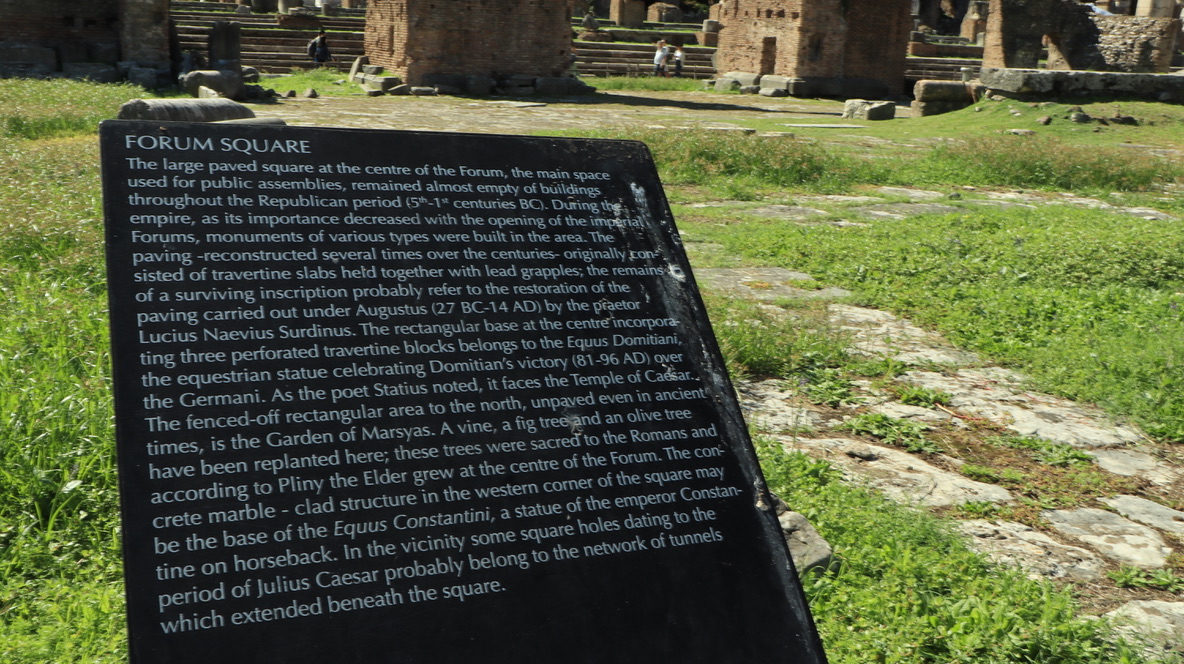 FORUM SQUARE
The large paved square at the centre of the Forum, the main space
used for public assemblies, remained almost empty of buildings
throughout the Republican period (5th-1st centuries BC). During the
empire, as its importance decreased with the opening of the imperial
Forums, monuments of various types were built in the area. The
paving -reconstructed several times over the centuries- originally con-
sisted of travertine slabs held together with lead grapples; the remains
of a surviving inscription probably refer to the restoration of the
paving carried out under Augustus (27 BC-14 AD) by the praetor
Lucius Naevius Surdinus. The rectangular base at the centre incorpora-
ting three perforated travertine blocks belongs to the Equus Domitiani,
the equestrian statue celebrating Domitian's victory (81-96 AD) over
the Germani. As the poet Statius noted, it faces the Temple of Caesar.
The fenced-off rectangular area to the north, unpaved even in ancient
times, is the Garden of Marsyas. A vine, a fig tree and an olive tree
have been replanted here; these trees were sacred to the Romans and
according to Pliny the Elder grew at the centre of the Forum. The con-
crete marble - clad structure in the western corner of the square may
be the base of the Equus Constantini, a statue of the emperor Constan-
tine on horseback. In the vicinity some square holes dating to the
period of Julius Caesar probably belong to the network of tunnels
which extended beneath the square.